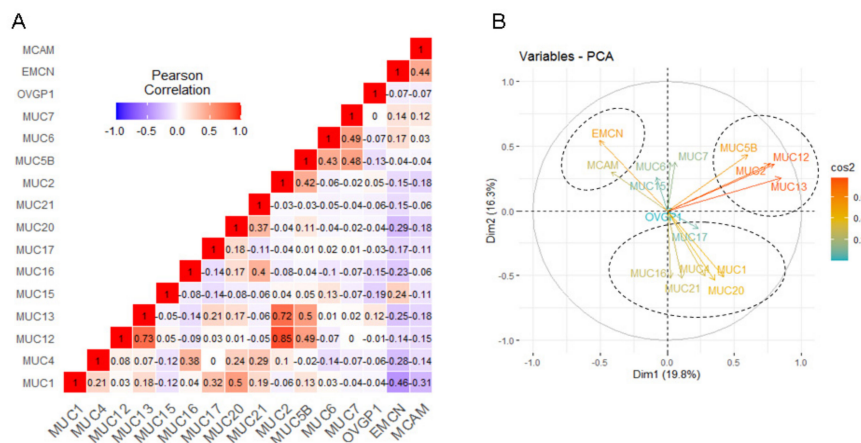 A
MCAM 1
EMCN 1 0.44
OVGP1 1 -0.07 -0.07
MUC7 1 0 0.14 0.12
MUC6 1 0.49 -0.07 0.17 0.03
MUC5B 1 0.43 0.48 -0.13 -0.04 -0.04
MUC2 1 0.42 -0.06 -0.02 0.05 -0.15 -0.18
MUC21 1 -0.03 -0.03 -0.05 -0.04 -0.06 -0.15 -0.06
MUC20 1 0.37 -0.04 0.11 -0.04 0 -0.06 -0.29 -0.18
MUC17 1 0.18 -0.11 -0.04 0.01 0.02 0.01 -0.03 -0.17 -0.11
MUC16 1 -0.14 0.17 0.4 -0.08 -0.04 -0.1 -0.07 -0.15 -0.23 -0.06
MUC15 1 -0.08 -0.14 -0.08 -0.06 0.04 0.05 0.13 -0.07 -0.19 0.24 -0.11
MUC13 1 -0.05 -0.14 0.21 0.17 -0.06 0.72 0.5 0.01 0.02 0.12 -0.25 -0.18
MUC12 1 0.73 0.05 -0.09 0.03 0.01 -0.05 0.85 0.49 -0.07 0 -0.01 -0.14 -0.15
MUC4 1 0.08 0.07 -0.12 0.38 0 0.24 0.29 0.1 -0.02 -0.14 -0.07 -0.06 -0.28 -0.14
MUC1 1 0.21 0.03 0.18 -0.12 0.04 0.32 0.5 0.19 -0.06 0.13 0.03 -0.04 -0.04 -0.46 -0.31
MUC1 MUC4 MUC12 MUC13 MUC15 MUC16 MUC17 MUC20 MUC21 MUC2 MUC5B MUC6 MUC7 OVGP1 EMCN MCAM
Pearson
Correlation
-1.0 -0.5 0.0 0.5 1.0
B
Variables - PCA
1.0
0.5
0.0
-0.5
-1.0
Dim2 (16.3%)
EMCN
MCAM
MUC6
MUC7
MUC15
MUC5B
MUC12
MUC2
MUC13
OVGP1
MUC17
MUC16
MUC4
MUC1
MUC21
MUC20
-1.0 -0.5 0.0 0.5 1.0
Dim1 (19.8%)
cos2
0.
0.
0.